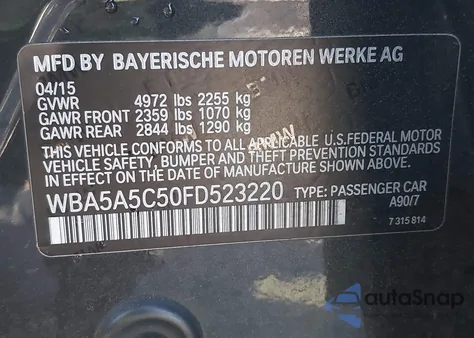 MFD BY BAYERISCHE MOTOREN WERKE AG
04/15
GVWR 4972 lbs 2255 kg
GAWR FRONT 2359 lbs 1070 kg
GAWR REAR 2844 lbs 1290 kg
THIS VEHICLE CONFORMS TO ALL APPLICABLE U.S.FEDERAL MOTOR
VEHICLE SAFETY, BUMPER AND THEFT PREVENTION STANDARDS
IN EFFECT ON THE DATE OF MANUFACTURE SHOWN ABOVE.
WBA5A5C50FD523220 TYPE: PASSENGER CAR
A90/7
7 315 814
autoSnap